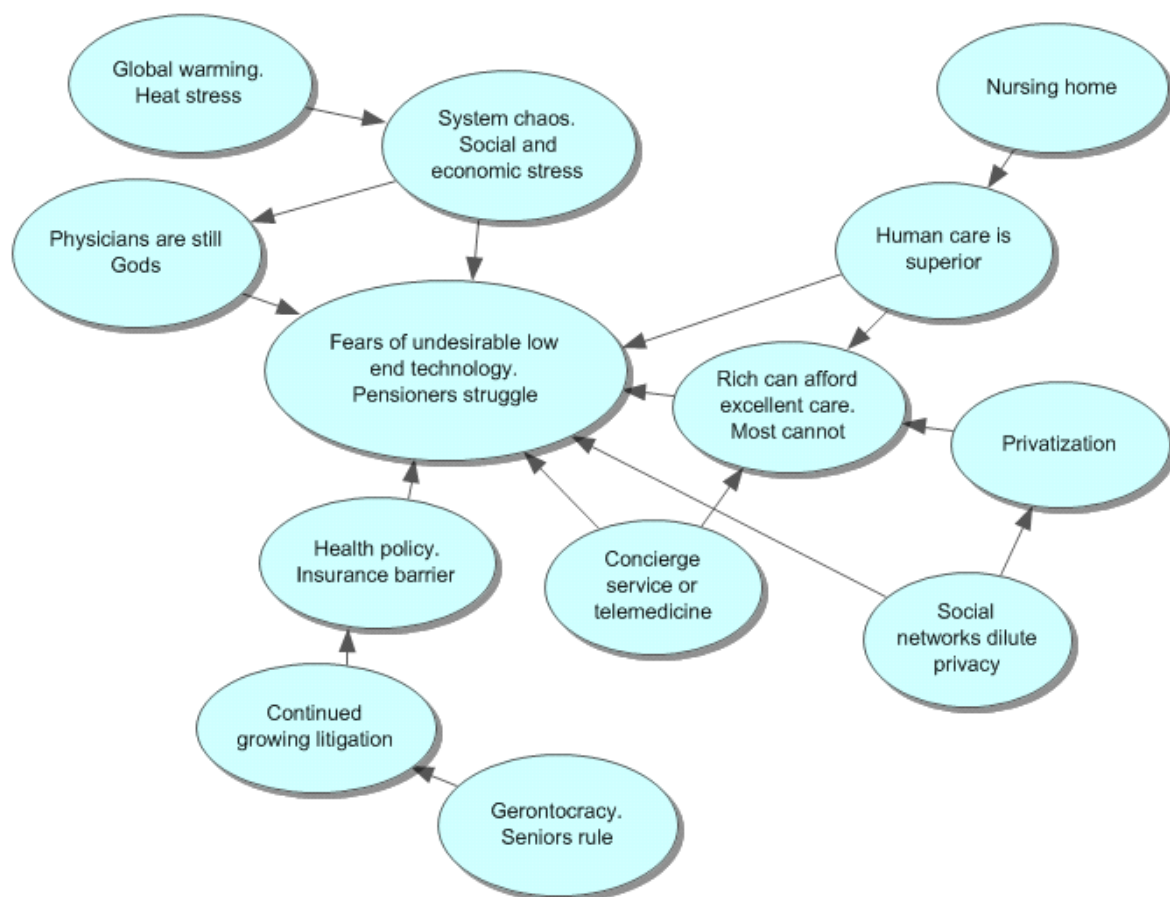 Global warming.
Heat stress
Nursing home
System chaos.
Social and
economic stress
Physicians are still
Gods
Human care is
superior
Fears of undesirable low
end technology.
Pensioners struggle
Rich can afford
excellent care.
Most cannot
Privatization
Health policy.
Insurance barrier
Concierge
service or
telemedicine
Social
networks dilute
privacy
Continued
growing litigation
Gerontocracy.
Seniors rule